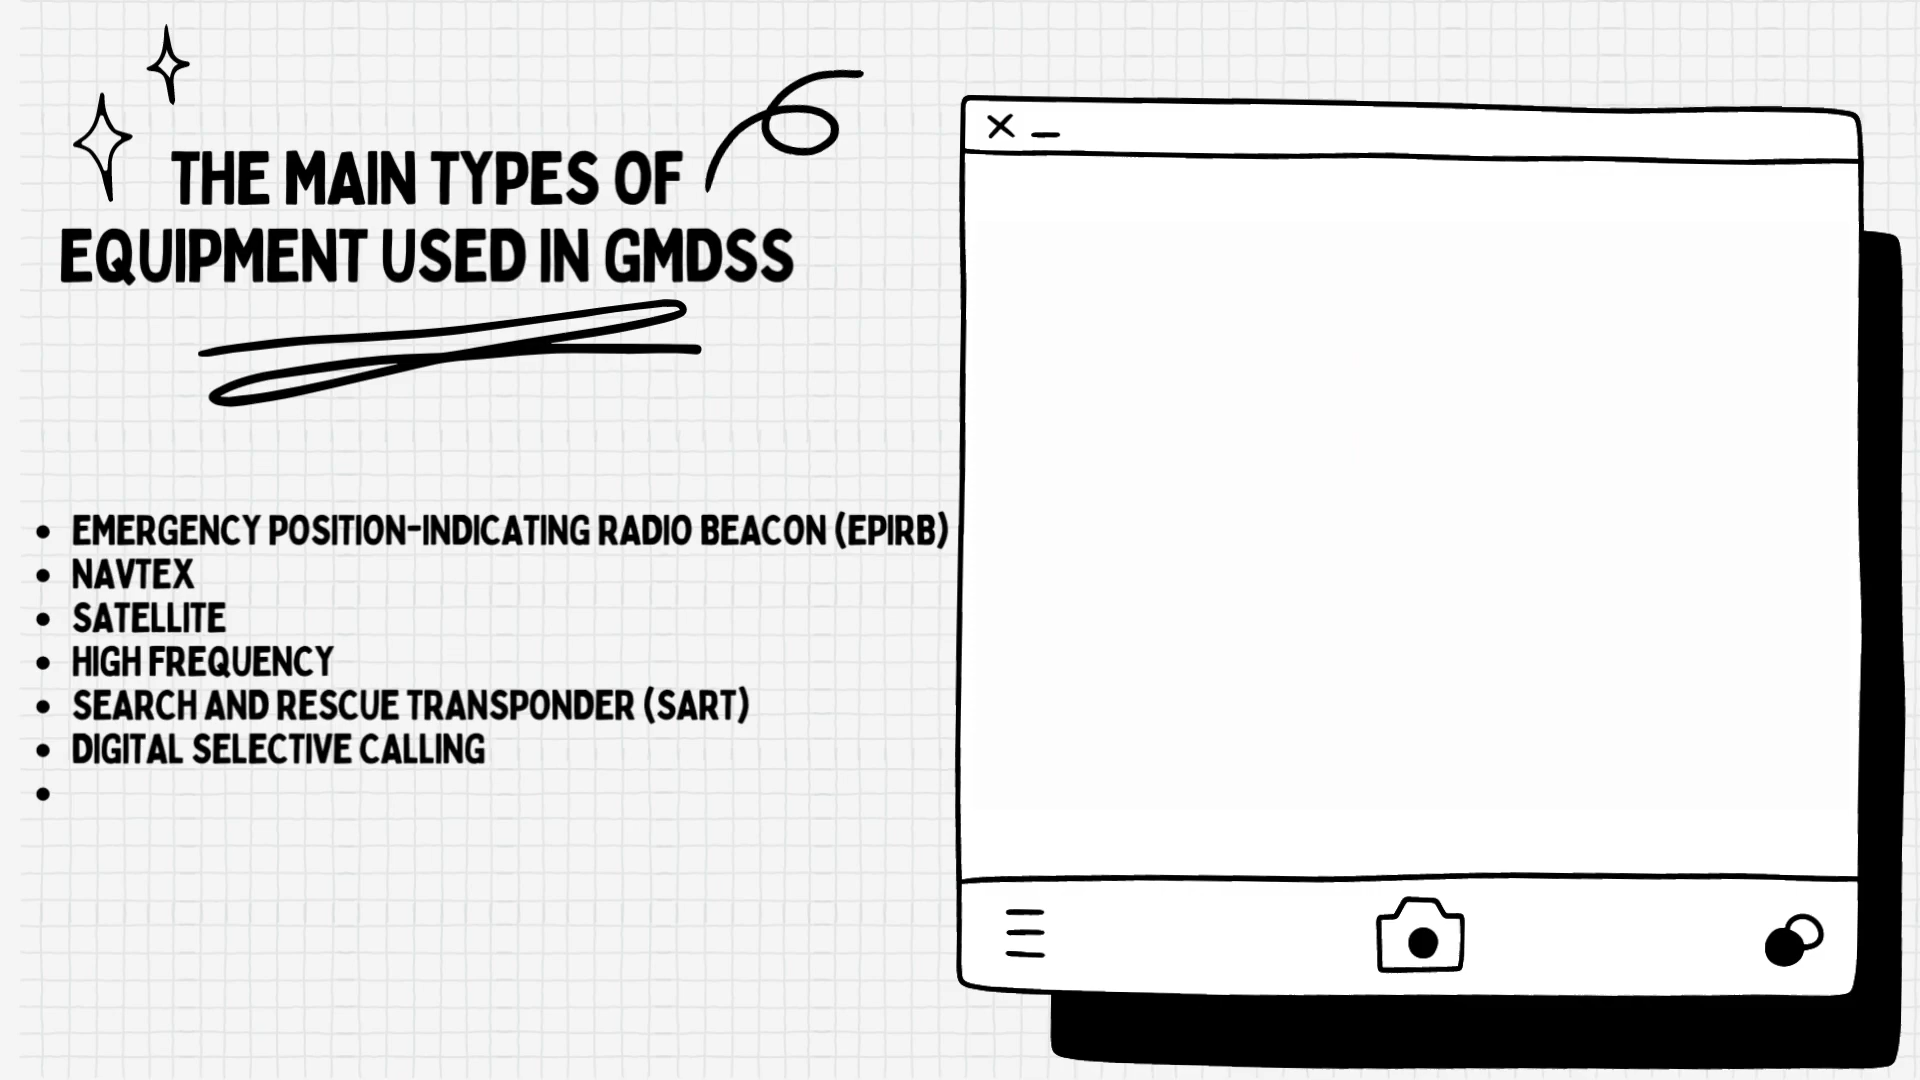 THE MAIN TYPES OF
EQUIPMENT USED IN GMDSS
EMERGENCY POSITION-INDICATING RADIO BEACON (EPIRB)
NAVTEX
SATELLITE
HIGH FREQUENCY
SEARCH AND RESCUE TRANSPONDER (SART)
DIGITAL SELECTIVE CALLING